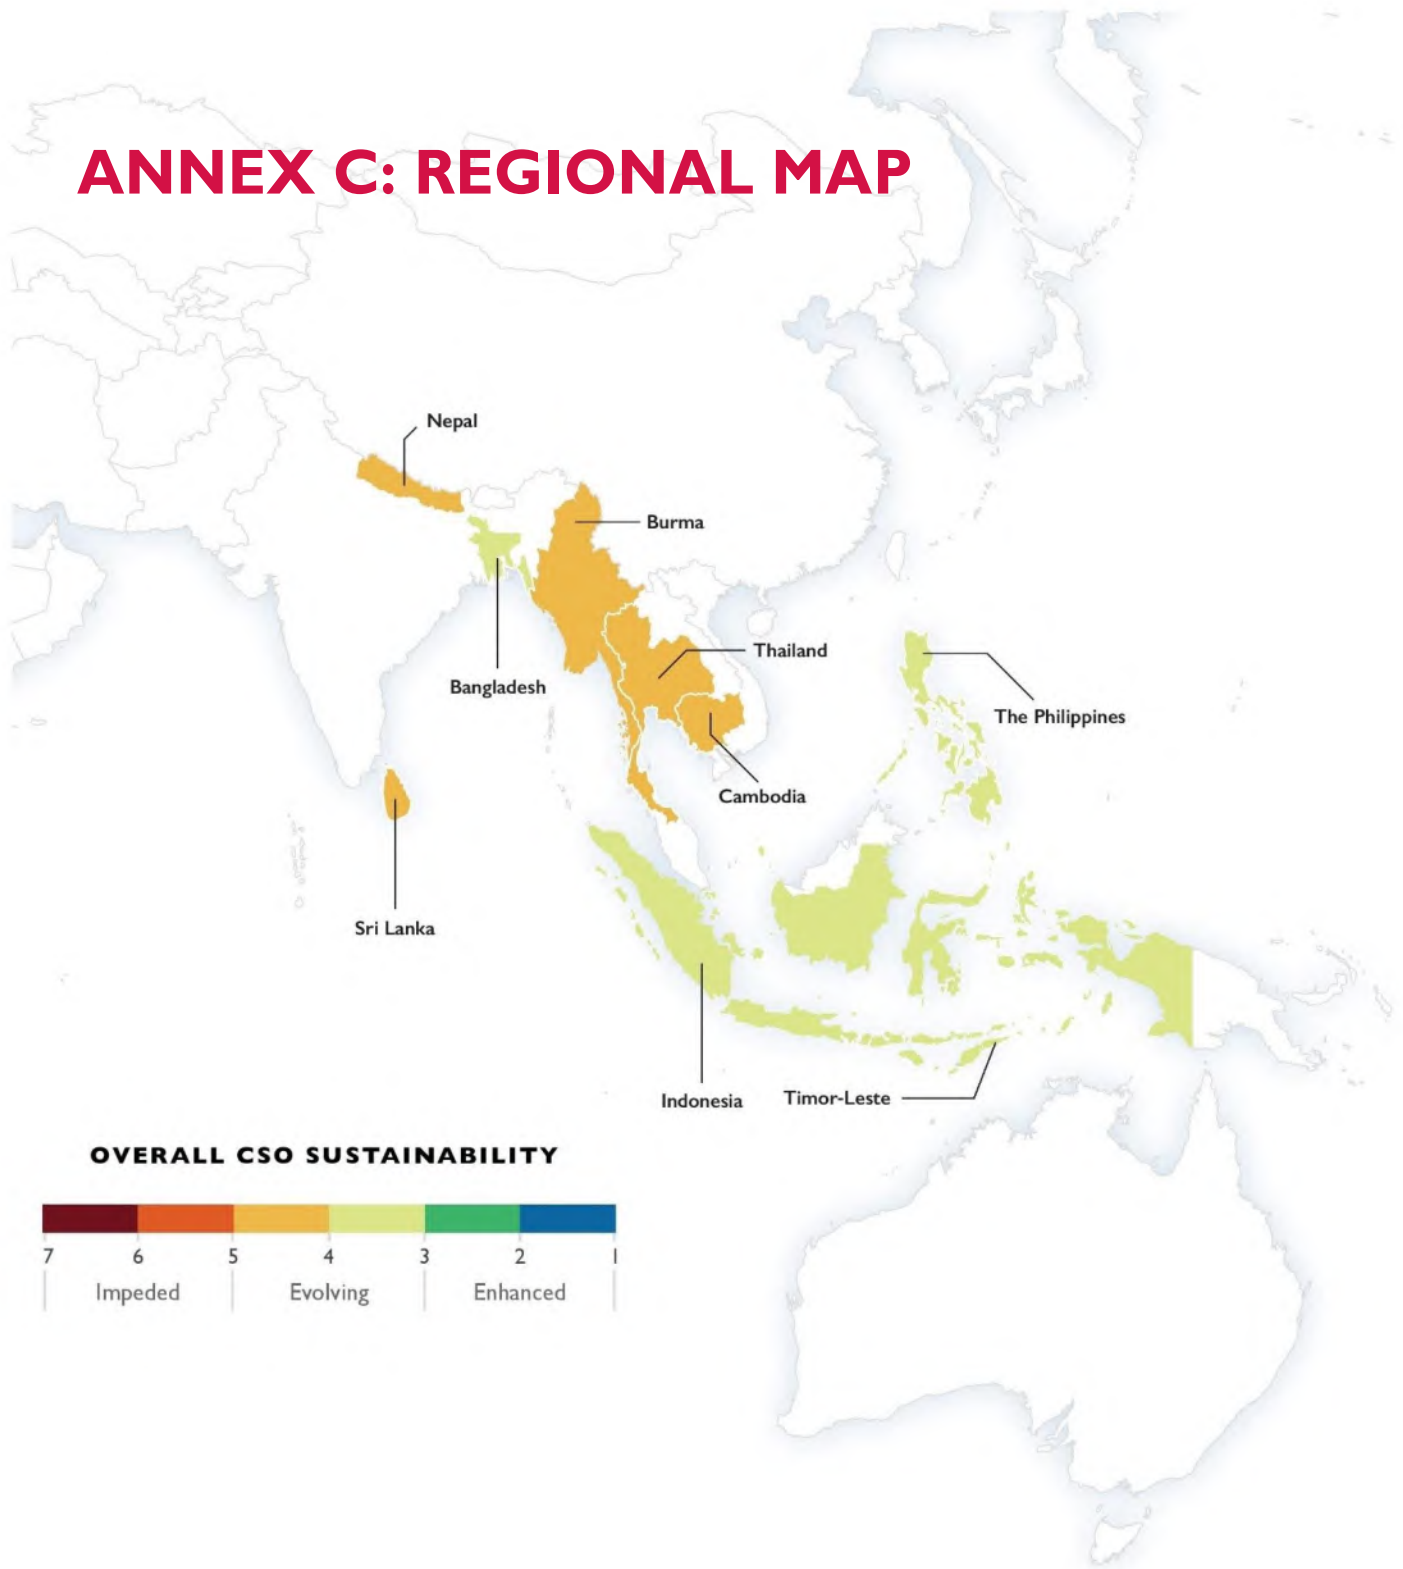 ANNEX C: REGIONAL MAP
Nepal
Burma
Thailand
Bangladesh
The Philippines
Cambodia
Sri Lanka
Indonesia
Timor-Leste
OVERALL CSO SUSTAINABILITY
7 6 5 4 3 2 1
Impeded Evolving Enhanced